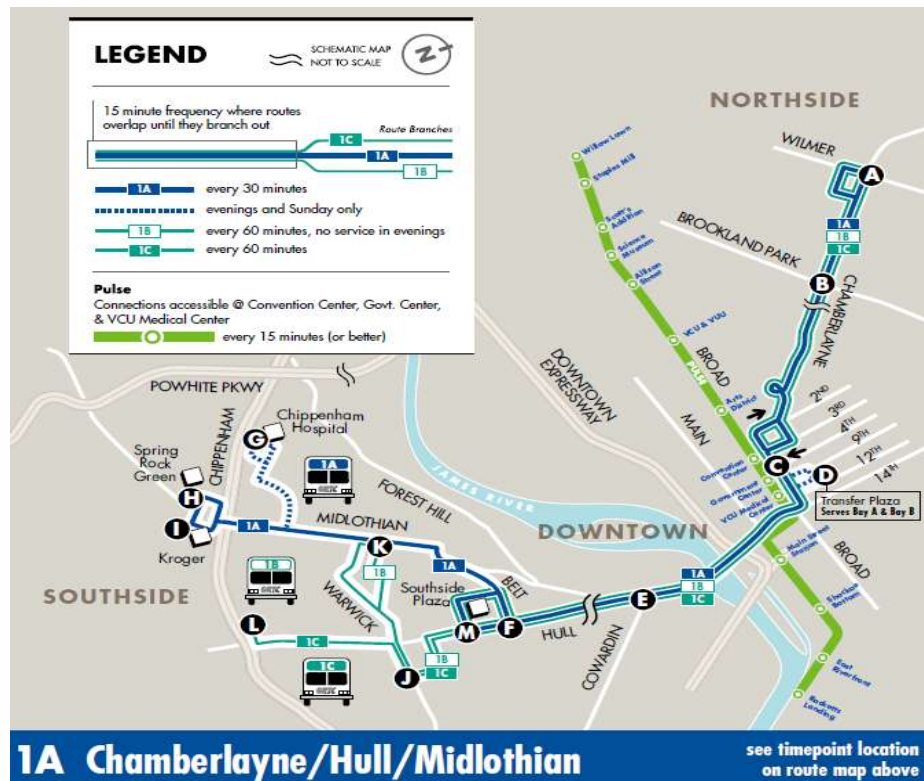 LEGEND
SCHEMATIC MAP
NOT TO SCALE
Z
15 minute frequency where routes
overlap until they branch out
Route Branches
1C
1A
1B
1A every 30 minutes
evenings and Sunday only
1B every 60 minutes, no service in evenings
1C every 60 minutes
Pulse
Connections accessible @ Convention Center, Govt. Center,
& VCU Medical Center
every 15 minutes (or better)
NORTHSIDE
WILMER
A
1A
1B
1C
BROOKLAND PARK
B
CHAMBERLAYNE
Willow Lawn
Staples Mill
Scott's
Addition
Science
Museum
Allison
Street
VCU & VUU
BROAD
PULSE
Arts
District
MAIN
DOWNTOWN
EXPRESSWAY
2ND
3RD
4TH
9TH
12TH
14TH
Convention
Center
C
D
Government
Center
VCU Medical
Center
Transfer Plaza
Serves Bay A & Bay B
Main Street
Station
BROAD
Shockoe
Bottom
East
Riverfront
Rocketts
Landing
POWHITE PKWY
CHIPPENHAM
G
Chippenham
Hospital
Spring
Rock
Green
H
I
Kroger
1A
1A
MIDLOTHIAN
FOREST HILL
JAMES RIVER
DOWNTOWN
SOUTHSIDE
K
1B
1A
1B
WARWICK
Southside
Plaza
BELT
L
1C
1C
J
1B
1C
M
F
HULL
COWARDIN
E
1A
1B
1C
1A Chamberlayne/Hull/Midlothian
see timepoint location
on route map above